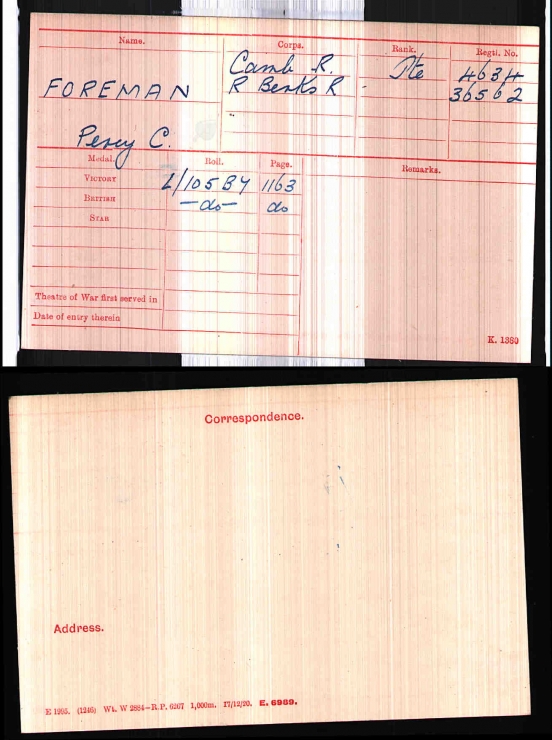 Name. Corps. Rank. Regtl. No.
Camb R. Pte 4634
FOREMAN R Berks R - 36562
"
Percy C.
Medal. Roll. Page. Remarks.
VICTORY L/105 B4 1163
BRITISH —do— do
STAR
Theatre of War first served in
Date of entry therein
K. 1380
Correspondence.
Address.
E 1995. (1246) Wt. W 2884—R.P. 6267 1,000m. 17/12/20. E. 6989.